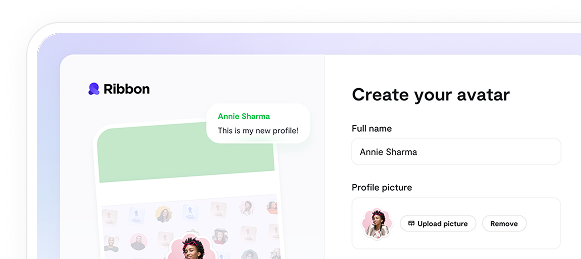 Ribbon
Annie Sharma
This is my new profile!
Create your avatar
Full name
Annie Sharma
Profile picture
Upload picture
Remove